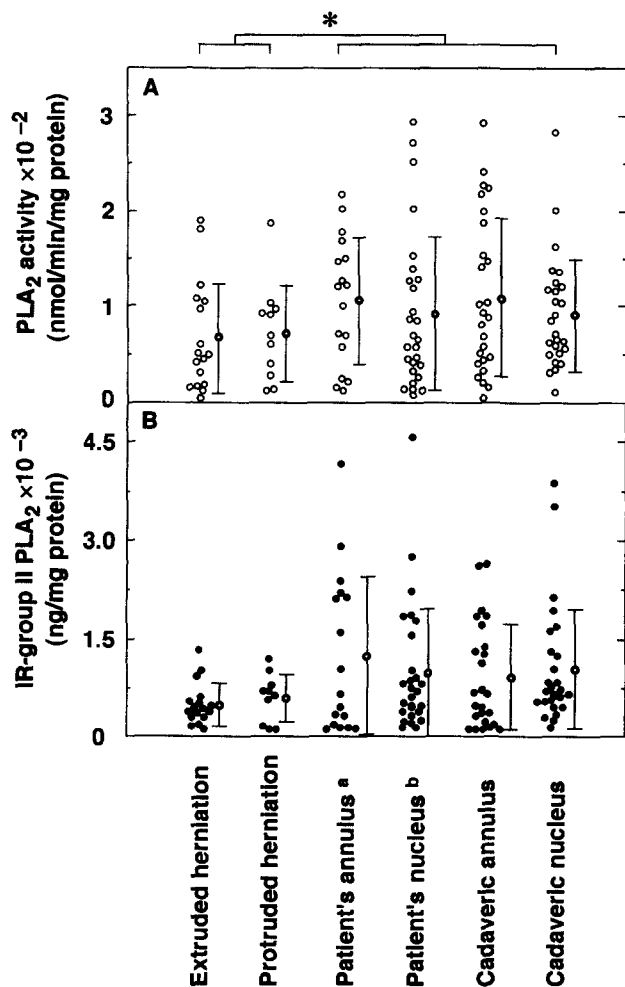 *
A
3
2
1
0
PLA2 activity ×10 −2
(nmol/min/mg protein)
B
4.5
3.0
1.5
0
IR-group II PLA2 ×10 −3
(ng/mg protein)
Extruded herniation
Protruded herniation
Patient's annulus a
Patient's nucleus b
Cadaveric annulus
Cadaveric nucleus